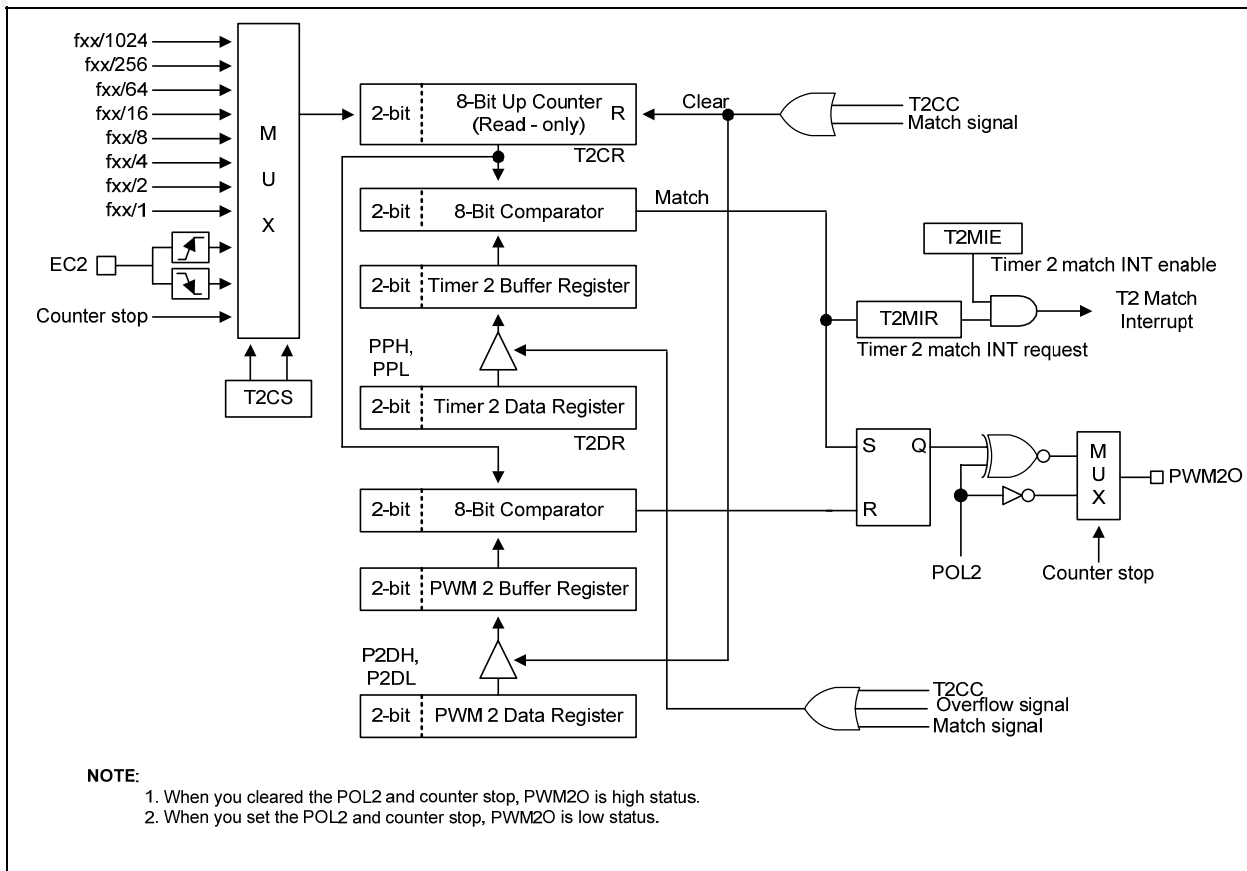 fxx/1024
fxx/256
fxx/64
fxx/16
fxx/8
fxx/4
fxx/2
fxx/1
EC2
Counter stop
M
U
X
T2CS
2-bit
8-Bit Up Counter
(Read - only)
R
T2CR
Clear
T2CC
Match signal
2-bit
8-Bit Comparator
Match
2-bit
Timer 2 Buffer Register
PPH,
PPL
2-bit
Timer 2 Data Register
T2DR
T2MIE
Timer 2 match INT enable
T2MIR
Timer 2 match INT request
T2 Match
Interrupt
2-bit
8-Bit Comparator
S
Q
R
POL2
M
U
X
PWM2O
Counter stop
2-bit
PWM 2 Buffer Register
P2DH,
P2DL
2-bit
PWM 2 Data Register
T2CC
Overflow signal
Match signal
NOTE:
1. When you cleared the POL2 and counter stop, PWM2O is high status.
2. When you set the POL2 and counter stop, PWM2O is low status.